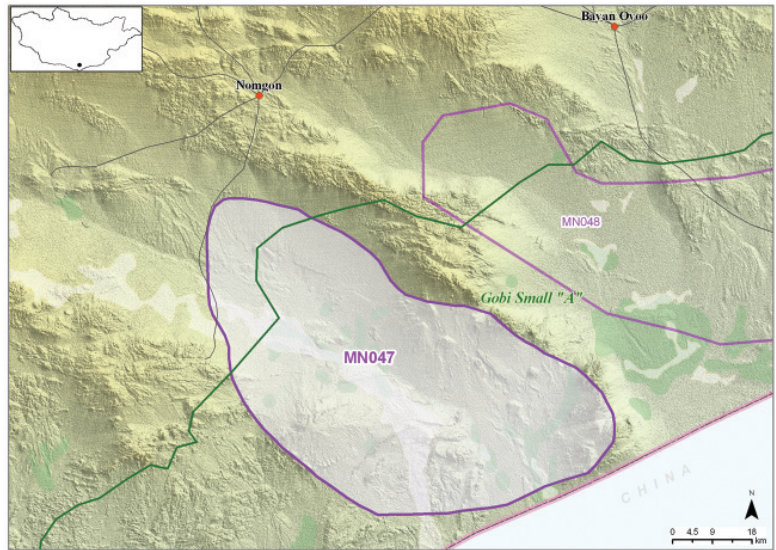 Bayan Ovoo
Nomgon
MN048
Gobi Small "A"
MN047
CHINA
N
0 4.5 9 18
km